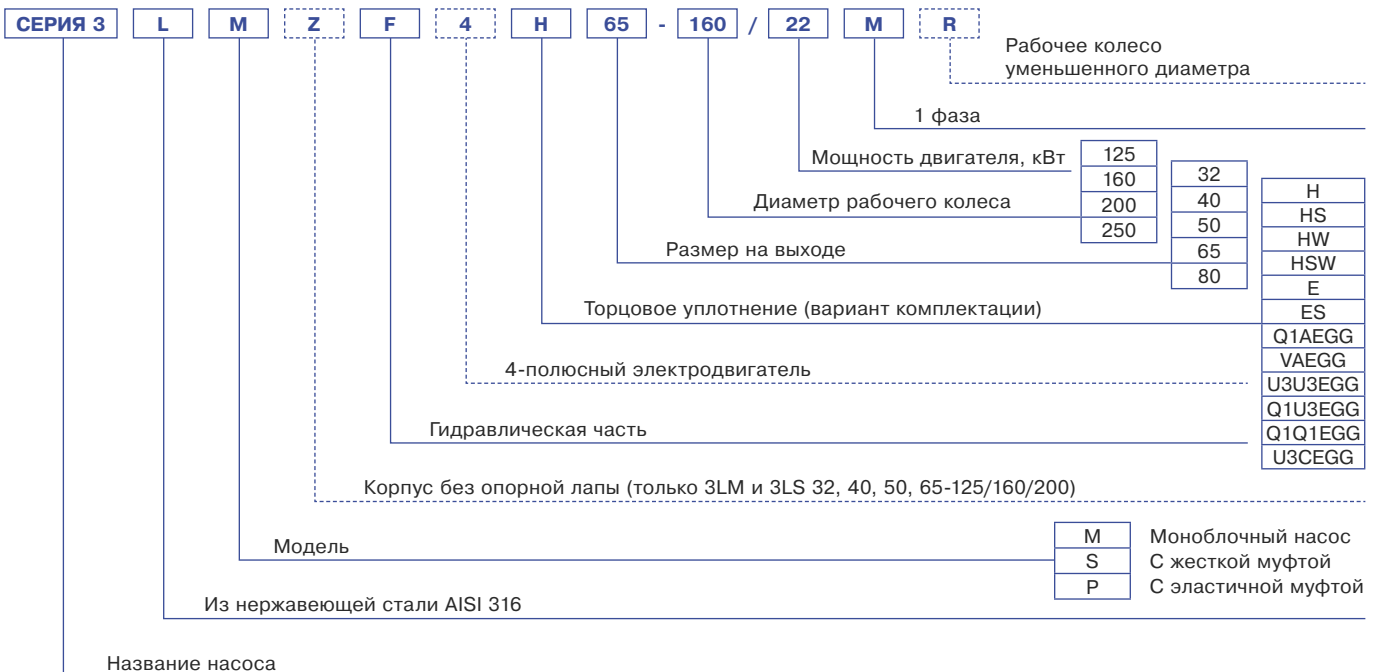 СЕРИЯ 3 L M Z F 4 H 65 - 160 / 22 M R
Рабочее колесо
уменьшенного диаметра
1 фаза
Мощность двигателя, кВт
Диаметр рабочего колеса
125
160
200
250
Размер на выходе
32
40
50
65
80
Торцовое уплотнение (вариант комплектации)
H
HS
HW
HSW
E
ES
Q1AEGG
VAEGG
U3U3EGG
Q1U3EGG
Q1Q1EGG
U3CEGG
4-полюсный электродвигатель
Гидравлическая часть
Корпус без опорной лапы (только 3LM и 3LS 32, 40, 50, 65-125/160/200)
Модель
M Моноблочный насос
S С жесткой муфтой
P С эластичной муфтой
Из нержавеющей стали AISI 316
Название насоса